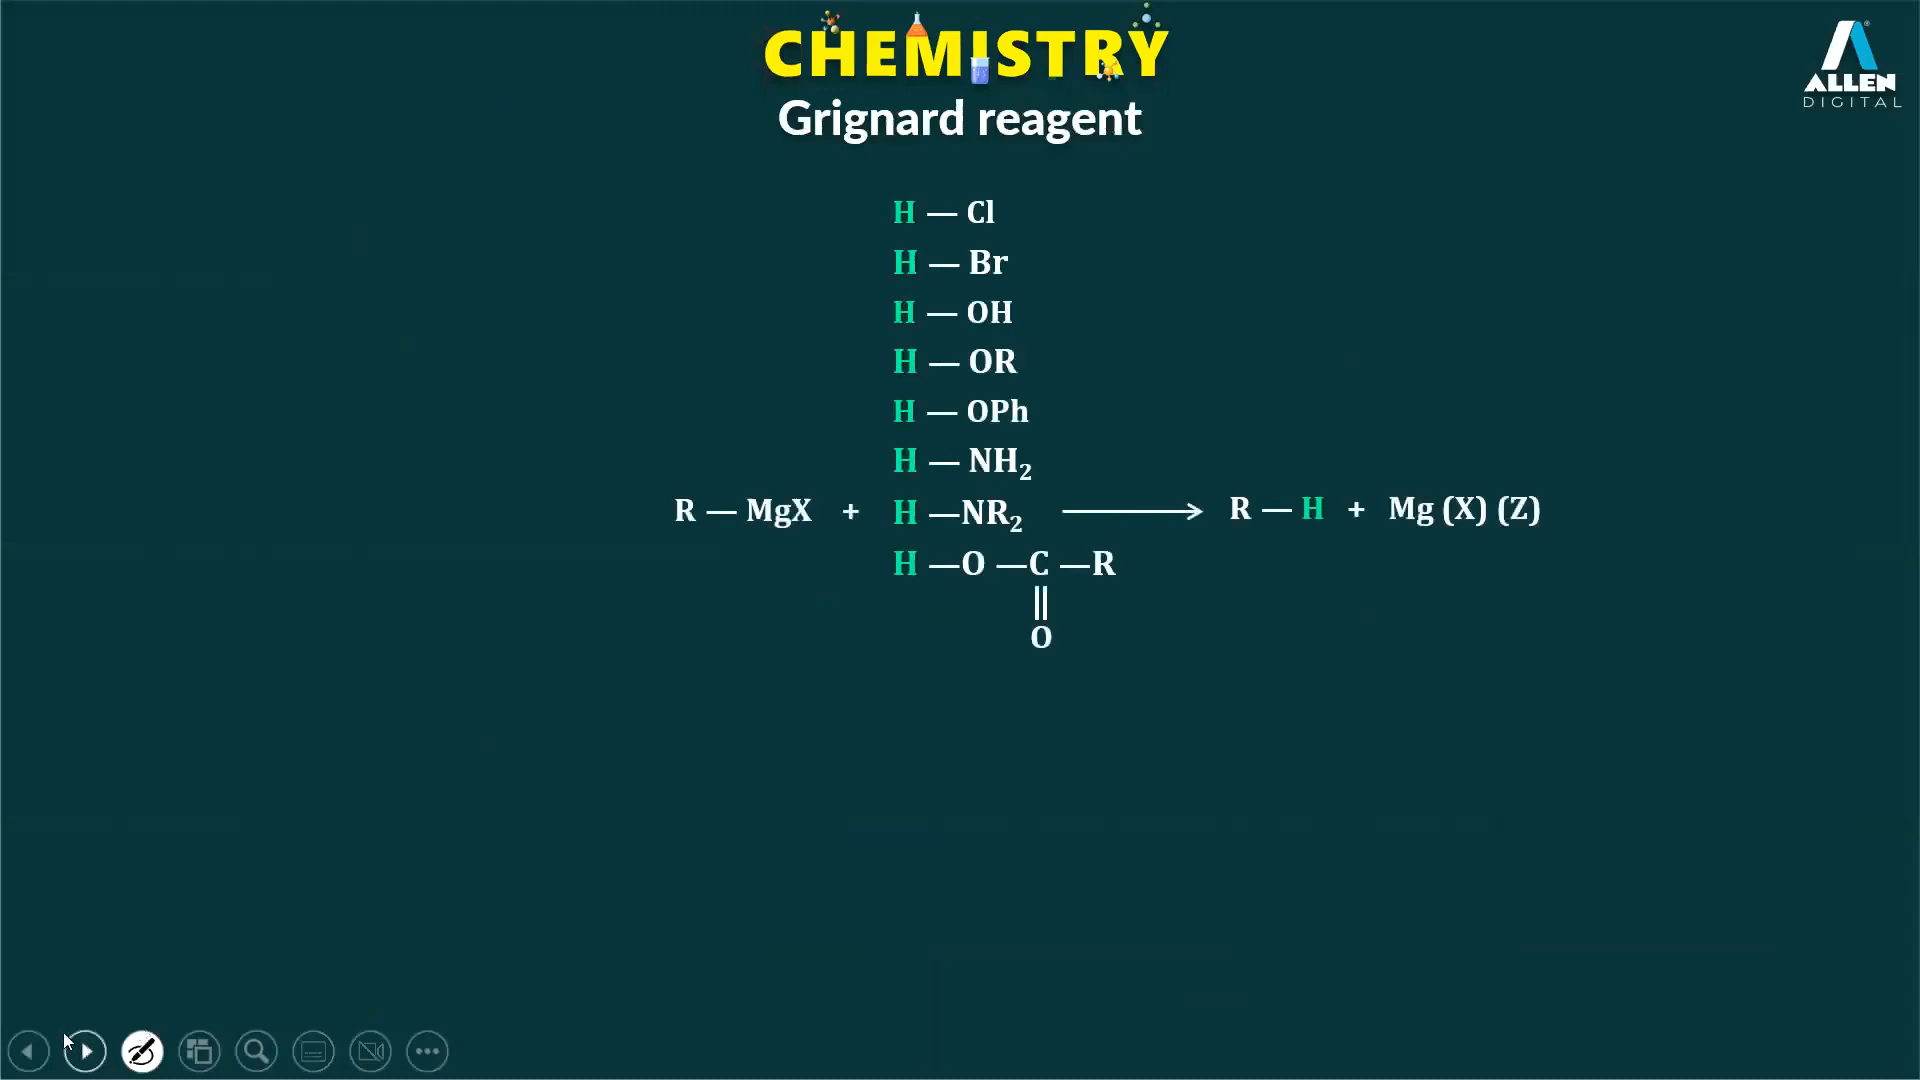 CHEMISTRY
Grignard reagent
ALLEN
DIGITAL
H — Cl
H — Br
H — OH
H — OR
H — OPh
H — NH₂
R — MgX + H —NR₂ ⟶ R — H + Mg (X) (Z)
H —O —C —R
||
O